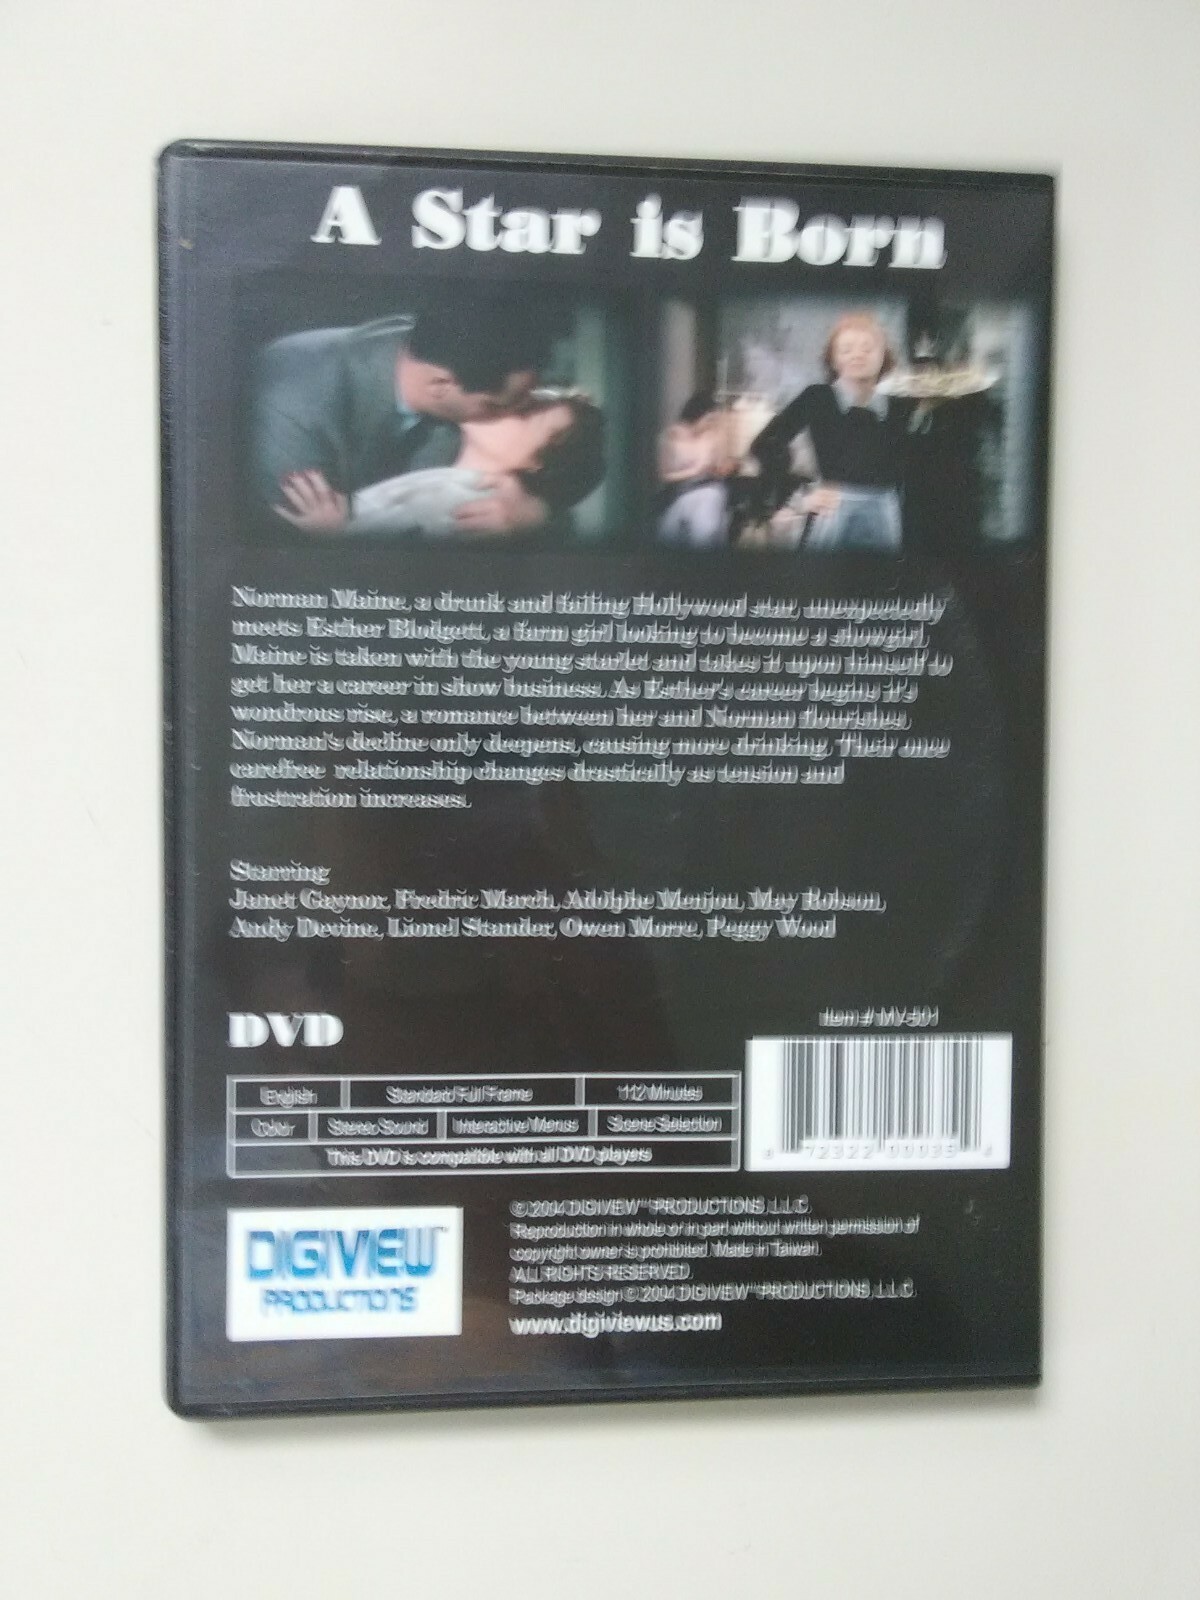 A Star is Born
Norman Maine, a drunk and failing Hollywood star, unexpectedly
meets Esther Blodgett, a farm girl looking to become a showgirl.
Maine is taken with the young starlet and takes it upon himself to
get her a career in show business. As Esther's career begins it's
wondrous rise, a romance between her and Norman flourishes.
Norman's decline only deepens, causing more drinking. Their once
carefree relationship changes drastically as tension and
frustration increases.
Starring
Janet Gaynor, Fredric March, Adolphe Menjou, May Robson,
Andy Devine, Lionel Stander, Owen Morre, Peggy Wood
DVD
Item # MV-501
English Standard Full Frame 112 Minutes
Color Stereo Sound Interactive Menus Scene Selection
This DVD is compatible with all DVD players
72322 00035
DIGIVIEW™
PRODUCTIONS
© 2004 DIGIVIEW™ PRODUCTIONS, L.L.C.
Reproduction in whole or in part without written permission of
copyright owner is prohibited. Made in Taiwan.
ALL RIGHTS RESERVED.
Package design © 2004 DIGIVIEW™ PRODUCTIONS, L.L.C.
www.digiviewus.com